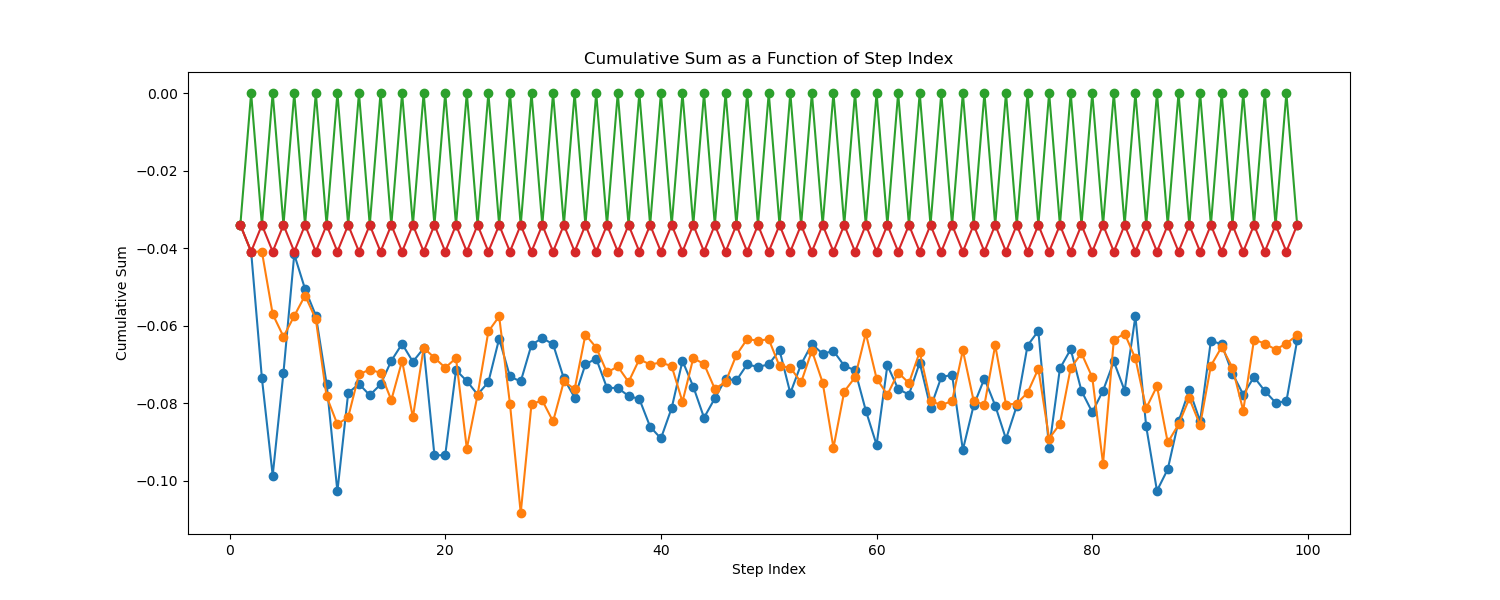 Cumulative Sum as a Function of Step Index
0.00
−0.02
−0.04
−0.06
−0.08
−0.10
Cumulative Sum
0 20 40 60 80 100
Step Index